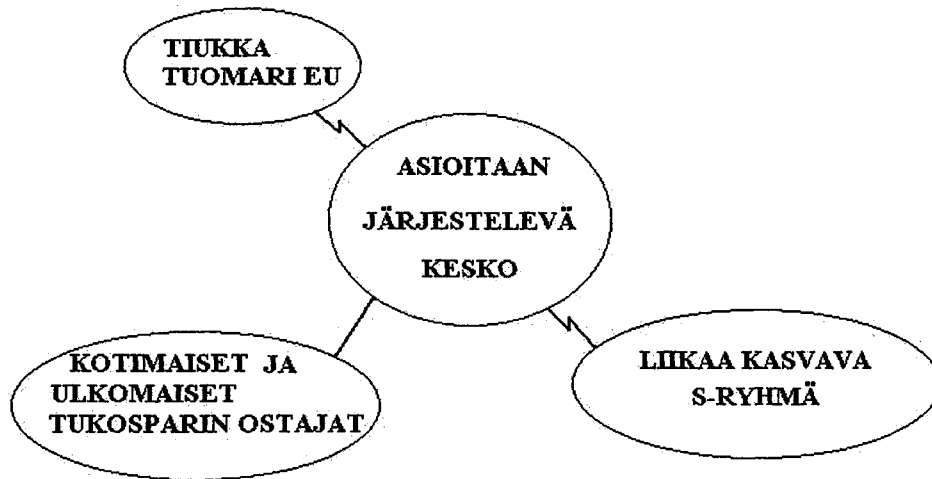 TIUKKA
TUOMARI EU
ASIOITAAN
JÄRJESTELEVÄ
KESKO
KOTIMAISET JA
ULKOMAISET
TUKOSPARIN OSTAJAT
LIIKAA KASVAVA
S-RYHMÄ